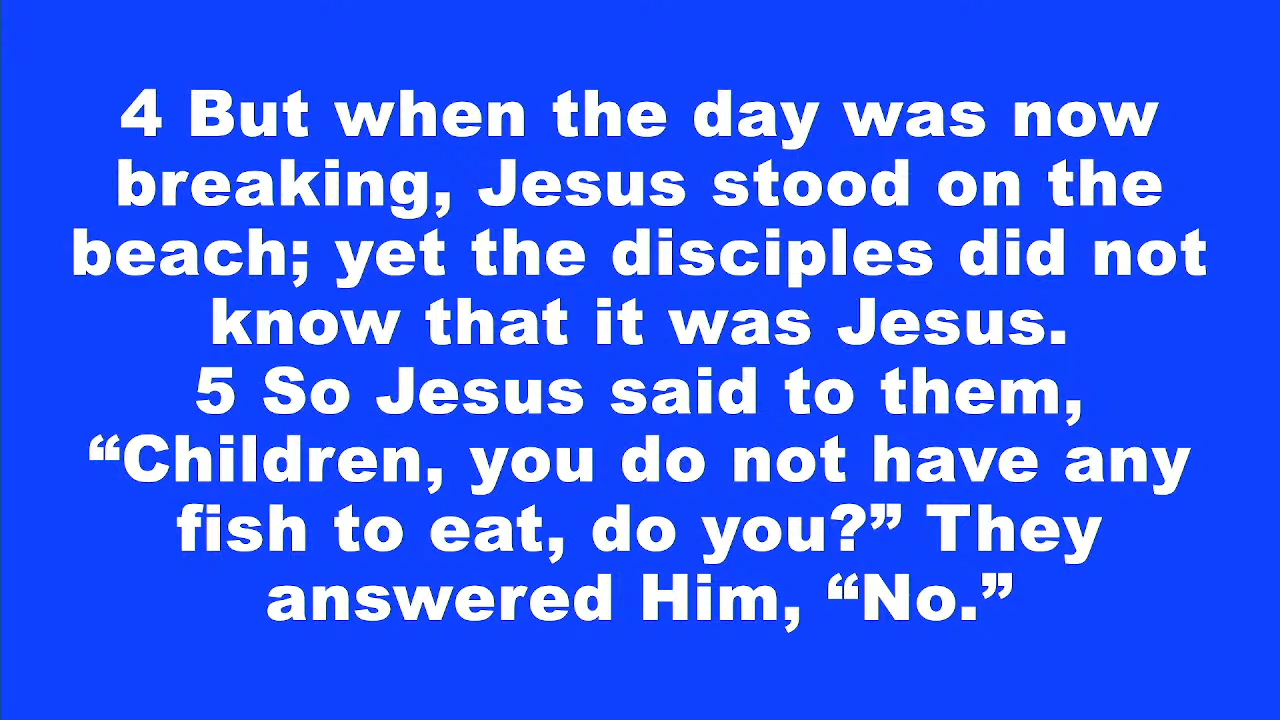 4 But when the day was now
breaking, Jesus stood on the
beach; yet the disciples did not
know that it was Jesus.
5 So Jesus said to them,
“Children, you do not have any
fish to eat, do you?” They
answered Him, “No.”